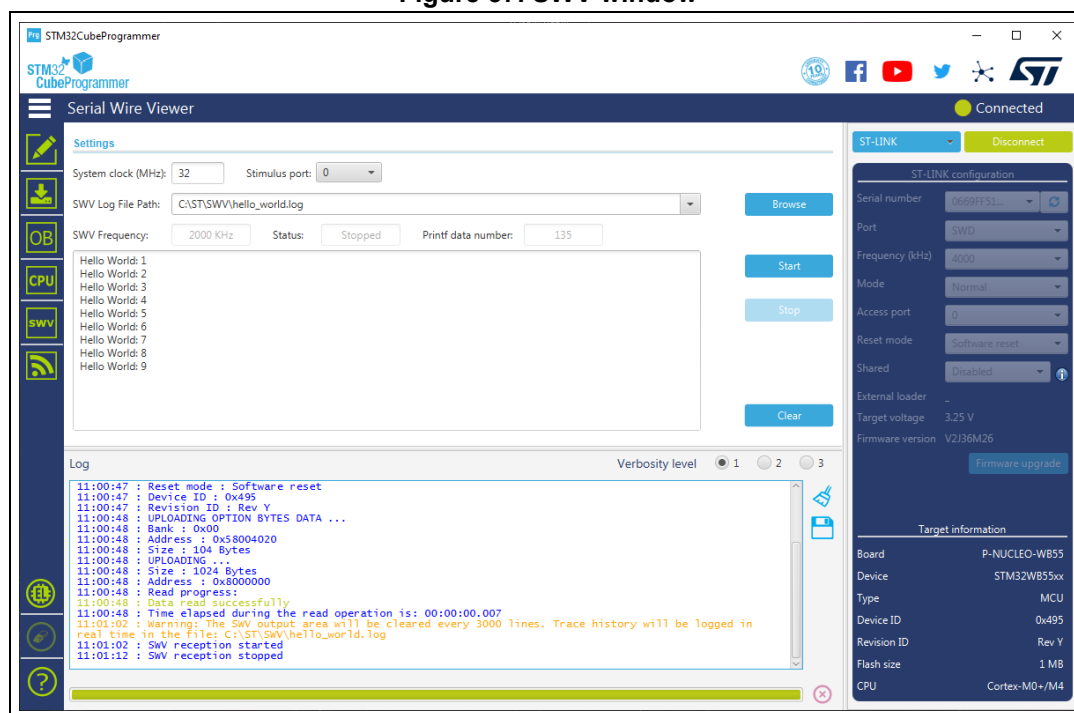 Figure 37. SWV window
Prg STM32CubeProgrammer
STM32
CubeProgrammer
10
Serial Wire Viewer
Connected
Settings
System clock (MHz): 32 Stimulus port: 0
SWV Log File Path: C:\ST\SWV\hello_world.log Browse
SWV Frequency: 2000 KHz Status: Stopped Printf data number: 135
Hello World: 1
Hello World: 2
Hello World: 3
Hello World: 4
Hello World: 5
Hello World: 6
Hello World: 7
Hello World: 8
Hello World: 9
Start
Stop
Clear
OB
CPU
SWV
Log Verbosity level 1 2 3
11:00:47 : Reset mode : Software reset
11:00:47 : Device ID : 0x495
11:00:47 : Revision ID : Rev Y
11:00:48 : UPLOADING OPTION BYTES DATA ...
11:00:48 : Bank : 0x00
11:00:48 : Address : 0x58004020
11:00:48 : Size : 104 Bytes
11:00:48 : UPLOADING ...
11:00:48 : Size : 1024 Bytes
11:00:48 : Address : 0x8000000
11:00:48 : Read progress:
11:00:48 : Data read successfully
11:00:48 : Time elapsed during the read operation is: 00:00:00.007
11:01:02 : Warning: The SWV output area will be cleared every 3000 lines. Trace history will be logged in
real time in the file: C:\ST\SWV\hello_world.log
11:01:02 : SWV reception started
11:01:12 : SWV reception stopped
ST-LINK Disconnect
ST-LINK configuration
Serial number 0669FF51...
Port SWD
Frequency (kHz) 4000
Mode Normal
Access port 0
Reset mode Software reset
Shared Disabled
External loader _
Target voltage 3.25 V
Firmware version V2J36M26
Firmware upgrade
Target information
Board P-NUCLEO-WB55
Device STM32WB55xx
Type MCU
Device ID 0x495
Revision ID Rev Y
Flash size 1 MB
CPU Cortex-M0+/M4